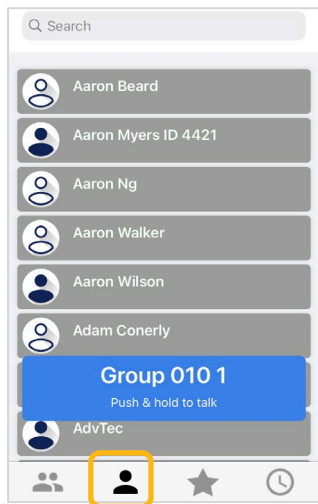 Search
Aaron Beard
Aaron Myers ID 4421
Aaron Ng
Aaron Walker
Aaron Wilson
Adam Conerly
Group 010 1
Push & hold to talk
AdvTec